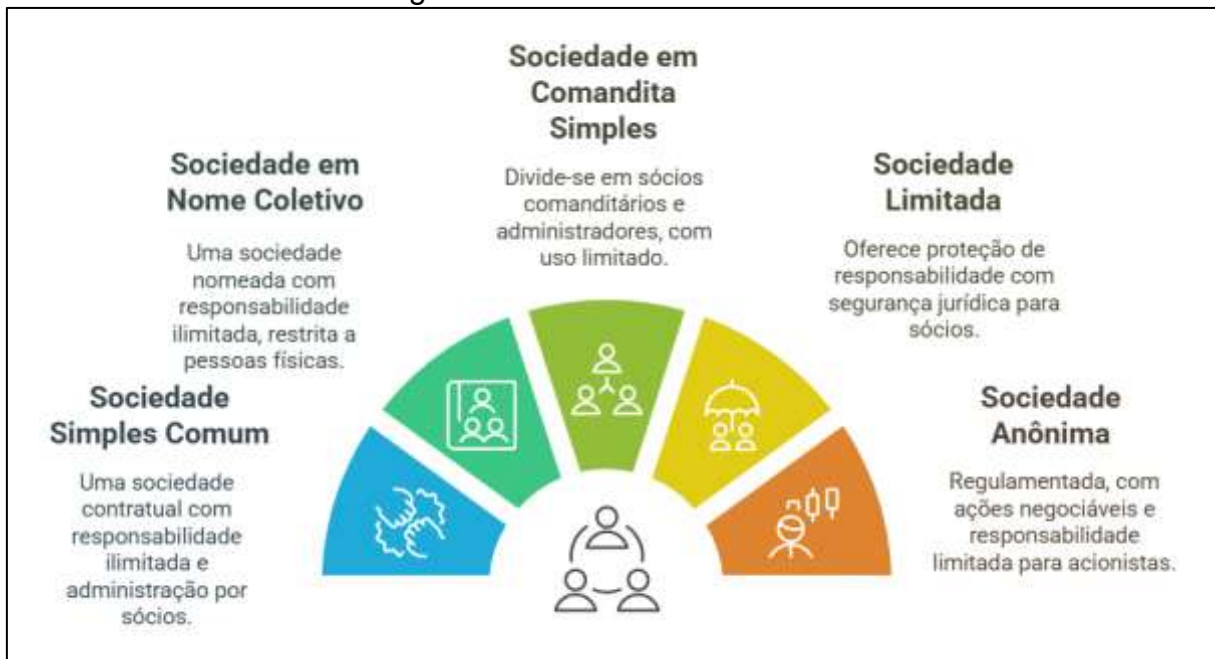 Sociedade em
Comandita
Simples
Divide-se em sócios
comanditários e
administradores, com
uso limitado.
Sociedade em
Nome Coletivo
Uma sociedade
nomeada com
responsabilidade
ilimitada, restrita a
pessoas físicas.
Sociedade
Limitada
Oferece proteção de
responsabilidade com
segurança jurídica para
sócios.
Sociedade
Simples Comum
Uma sociedade
contratual com
responsabilidade
ilimitada e
administração por
sócios.
Sociedade
Anônima
Regulamentada, com
ações negociáveis e
responsabilidade
limitada para acionistas.